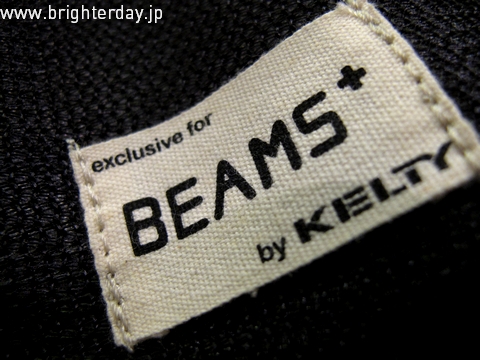 www.brighterday.jp
exclusive for
BEAMS+
by KELTY